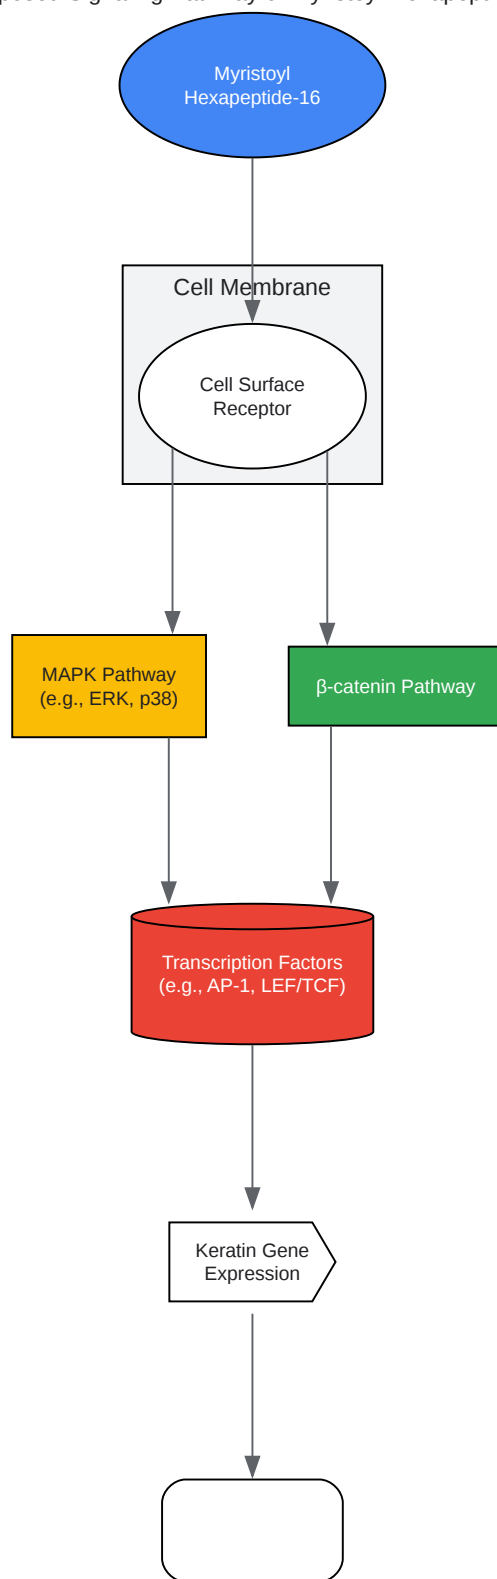 Myristoyl
Hexapeptide-16
Cell Membrane
Cell Surface
Receptor
MAPK Pathway
(e.g., ERK, p38)
β-catenin Pathway
Transcription Factors
(e.g., AP-1, LEF/TCF)
Keratin Gene
Expression